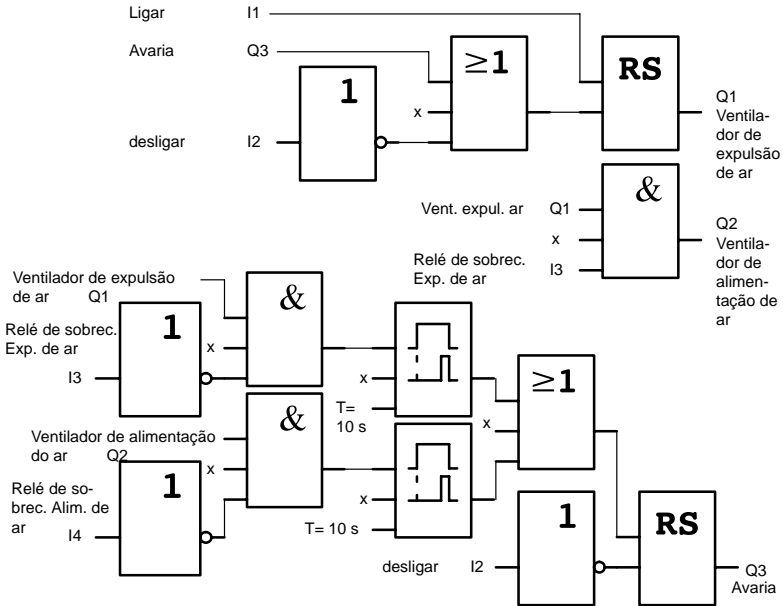 Ligar I1
Avaria Q3
≥1
RS
1
x
desligar I2
Q1
Ventila-
dor de
expulsão
de ar
&
Vent. expul. ar Q1
x
Relé de sobrec.
Exp. de ar I3
Q2
Ventila-
dor de
alimen-
tação de
ar
Ventilador de expulsão
de ar Q1
&
Relé de sobrec.
Exp. de ar
1
x
I3
x
T=
10 s
≥1
x
&
Ventilador de alimentação
do ar Q2
x
1
Relé de so-
brec. Alim. de
ar I4
x
T= 10 s
1
RS
desligar I2
Q3
Avaria